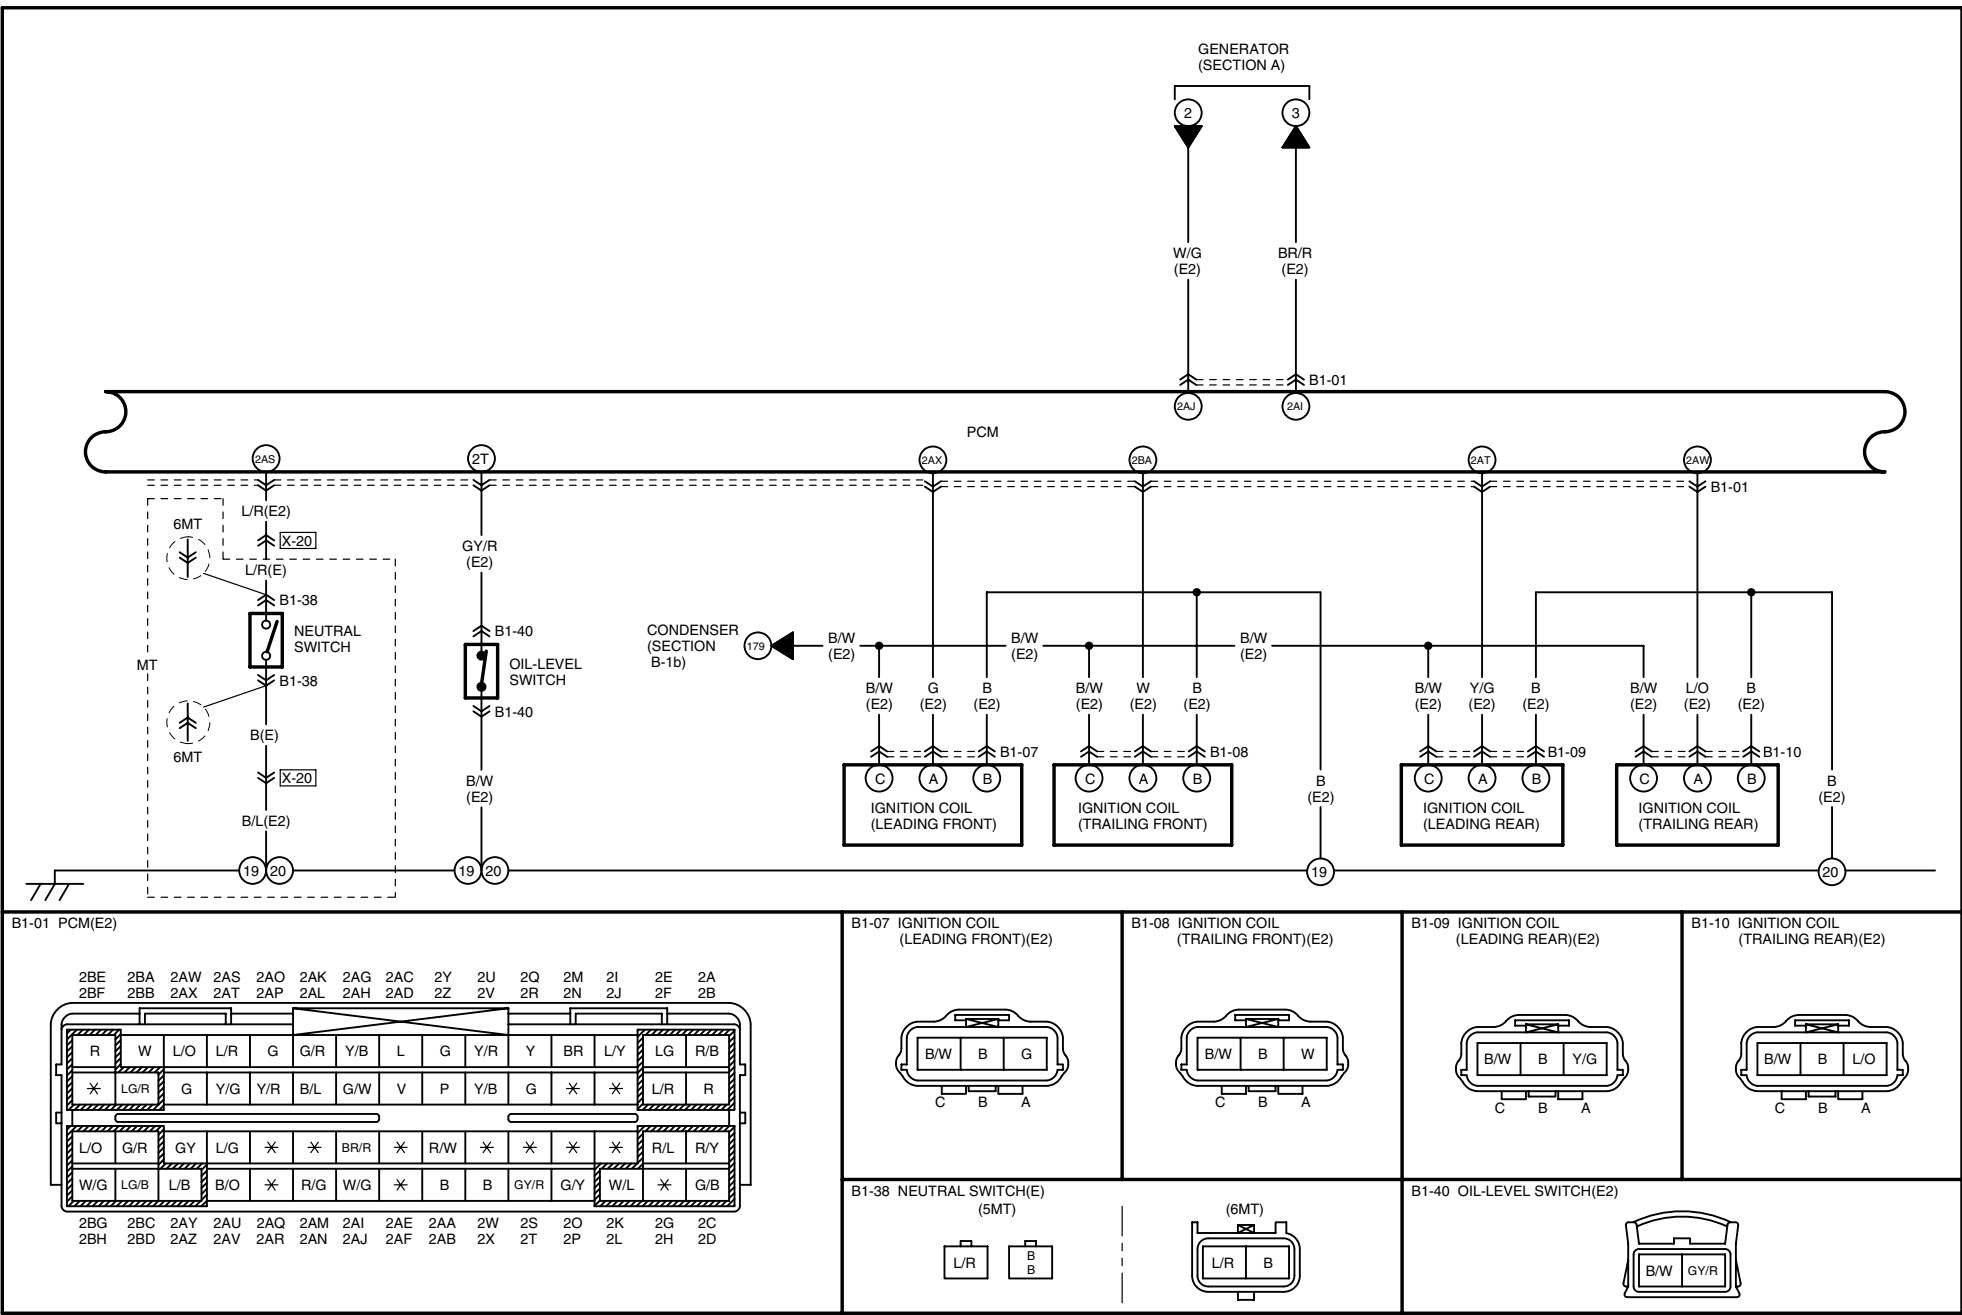 GENERATOR
(SECTION A)
2 3
W/G BR/R
(E2) (E2)
B1-01
2AJ 2AI
PCM
2AS 2T 2AX 2BA 2AT 2AW
B1-01
L/R(E2)
6MT
X-20
GY/R
(E2)
L/R(E)
B1-38
NEUTRAL
SWITCH
B1-40
OIL-LEVEL
SWITCH
B1-40
MT
B1-38
CONDENSER
(SECTION
B-1b)
179
B/W B/W B/W
(E2) (E2) (E2)
B/W G B B/W W B B/W Y/G B B/W L/O B
(E2) (E2) (E2) (E2) (E2) (E2) (E2) (E2) (E2) (E2) (E2) (E2)
B(E)
6MT
X-20
B/W
(E2)
B/L(E2)
B1-07 B1-08 B1-09 B1-10
C A B C A B C A B C A B
IGNITION COIL
(LEADING FRONT)
IGNITION COIL
(TRAILING FRONT)
B
(E2)
IGNITION COIL
(LEADING REAR)
IGNITION COIL
(TRAILING REAR)
B
(E2)
19 20 19 20 19 20
B1-01 PCM(E2)
2BE 2BA 2AW 2AS 2AO 2AK 2AG 2AC 2Y 2U 2Q 2M 2I 2E 2A
2BF 2BB 2AX 2AT 2AP 2AL 2AH 2AD 2Z 2V 2R 2N 2J 2F 2B
R W L/O L/R G G/R Y/B L G Y/R Y BR L/Y LG R/B
* LG/R G Y/G Y/R B/L G/W V P Y/B G * * L/R R
L/O G/R GY L/G * * BR/R * R/W * * * * R/L R/Y
W/G LG/B L/B B/O * R/G W/G * B B GY/R G/Y W/L * G/B
2BG 2BC 2AY 2AU 2AQ 2AM 2AI 2AE 2AA 2W 2S 2O 2K 2G 2C
2BH 2BD 2AZ 2AV 2AR 2AN 2AJ 2AF 2AB 2X 2T 2P 2L 2H 2D
B1-07 IGNITION COIL
(LEADING FRONT)(E2)
B/W B G
C B A
B1-08 IGNITION COIL
(TRAILING FRONT)(E2)
B/W B W
C B A
B1-09 IGNITION COIL
(LEADING REAR)(E2)
B/W B Y/G
C B A
B1-10 IGNITION COIL
(TRAILING REAR)(E2)
B/W B L/O
C B A
B1-38 NEUTRAL SWITCH(E)
(5MT) (6MT)
L/R B
B
L/R B
B1-40 OIL-LEVEL SWITCH(E2)
B/W GY/R